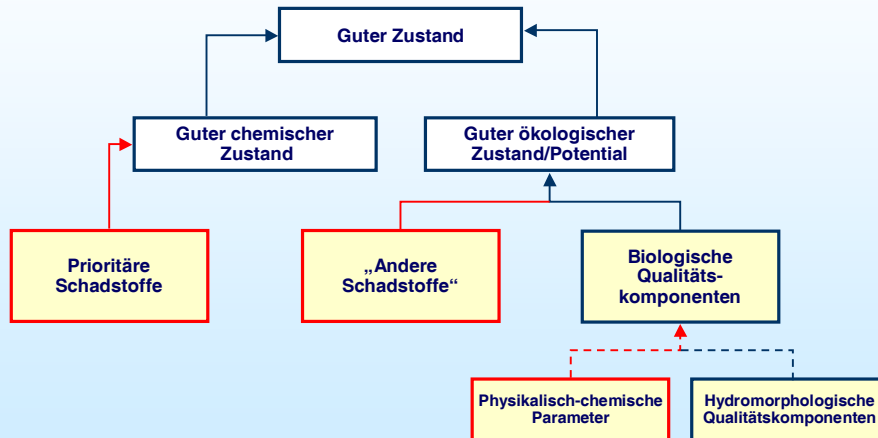 Guter Zustand
Guter chemischer
Zustand
Guter ökologischer
Zustand/Potential
Prioritäre
Schadstoffe
„Andere
Schadstoffe“
Biologische
Qualitäts-
komponenten
Physikalisch-chemische
Parameter
Hydromorphologische
Qualitätskomponenten